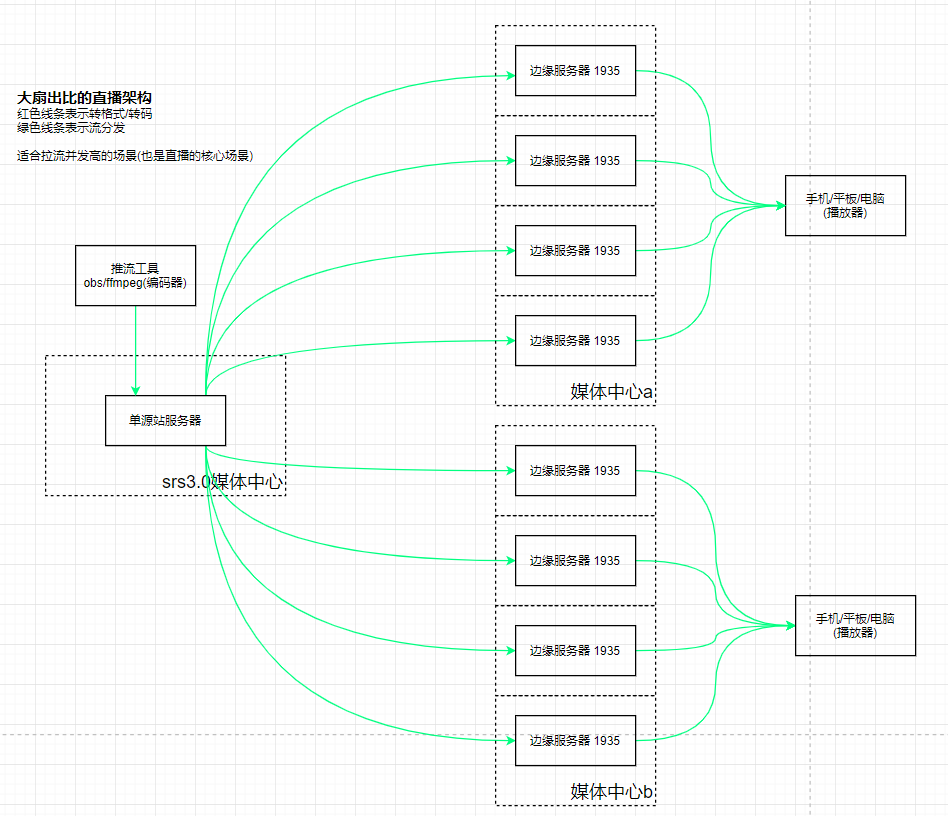 大扇出比的直播架构
红色线条表示转格式/转码
绿色线条表示流分发
适合拉流并发高的场景(也是直播的核心场景)
推流工具
obs/ffmpeg(编码器)
单源站服务器
srs3.0媒体中心
边缘服务器 1935
边缘服务器 1935
边缘服务器 1935
边缘服务器 1935
媒体中心a
手机/平板/电脑
(播放器)
边缘服务器 1935
边缘服务器 1935
边缘服务器 1935
边缘服务器 1935
媒体中心b
手机/平板/电脑
(播放器)